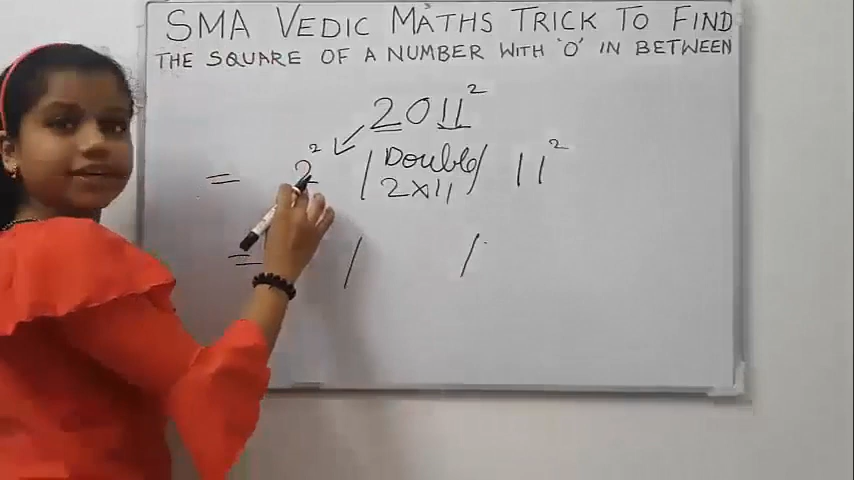 SMA VEDIC MATHS TRICK TO FIND
THE SQUARE OF A NUMBER WITH '0' IN BETWEEN
2011²
= 2² / Double / 11²
2×11
= / /